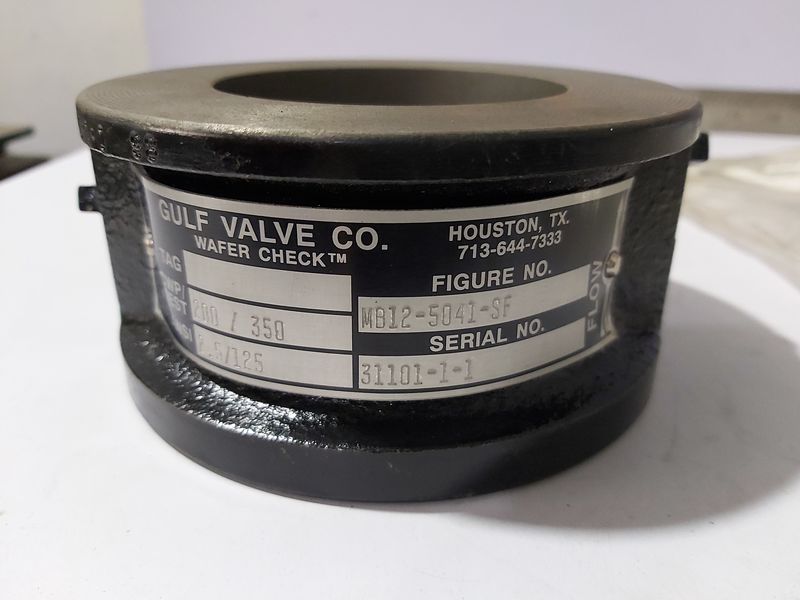 GULF VALVE CO.
WAFER CHECK™
HOUSTON, TX.
713-644-7333
TAG
FIGURE NO.
200 / 350
MB12-5041-SF
SERIAL NO.
31101-1-1
FLOW